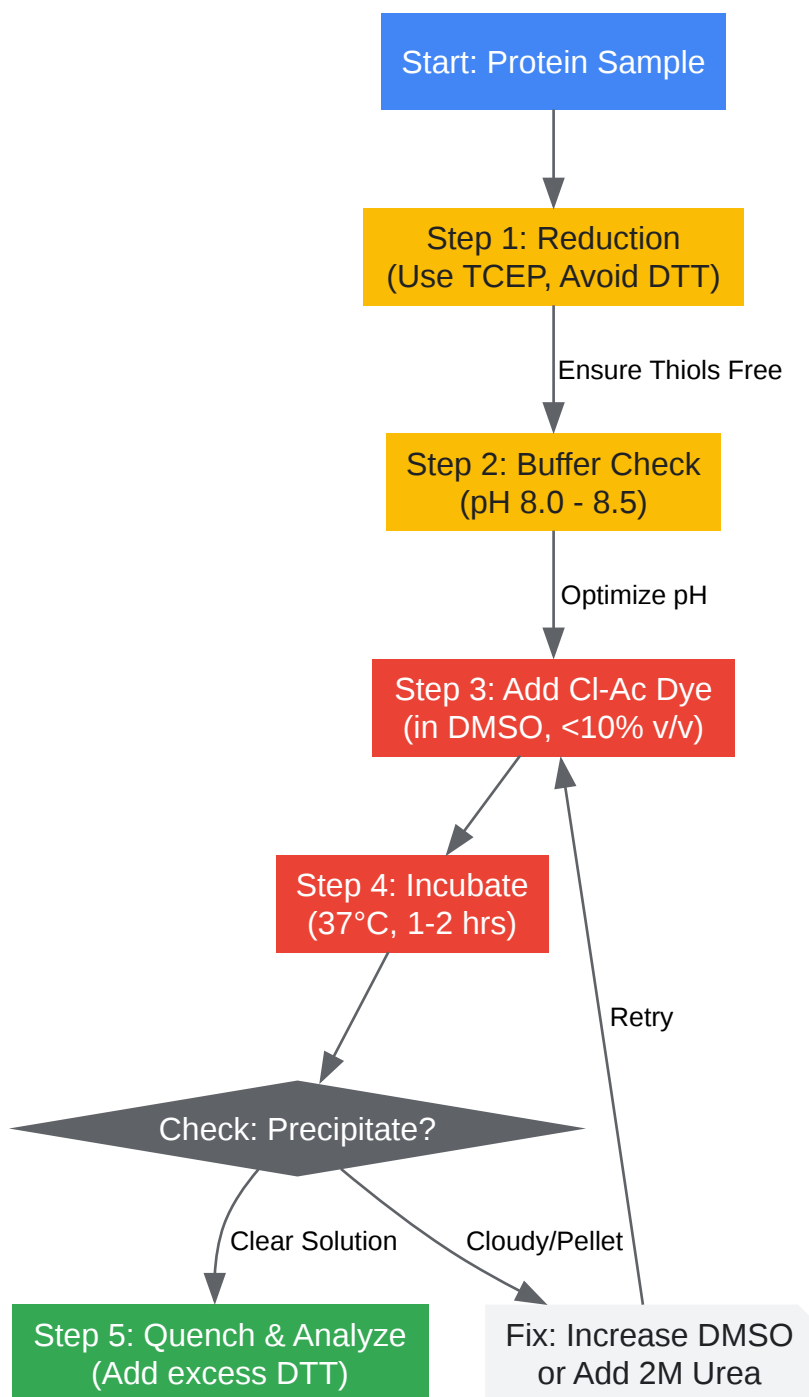 Start: Protein Sample
Step 1: Reduction
(Use TCEP, Avoid DTT)
Ensure Thiols Free
Step 2: Buffer Check
(pH 8.0 - 8.5)
Optimize pH
Step 3: Add Cl-Ac Dye
(in DMSO, <10% v/v)
Step 4: Incubate
(37°C, 1-2 hrs)
Retry
Check: Precipitate?
Clear Solution
Cloudy/Pellet
Step 5: Quench & Analyze
(Add excess DTT)
Fix: Increase DMSO
or Add 2M Urea